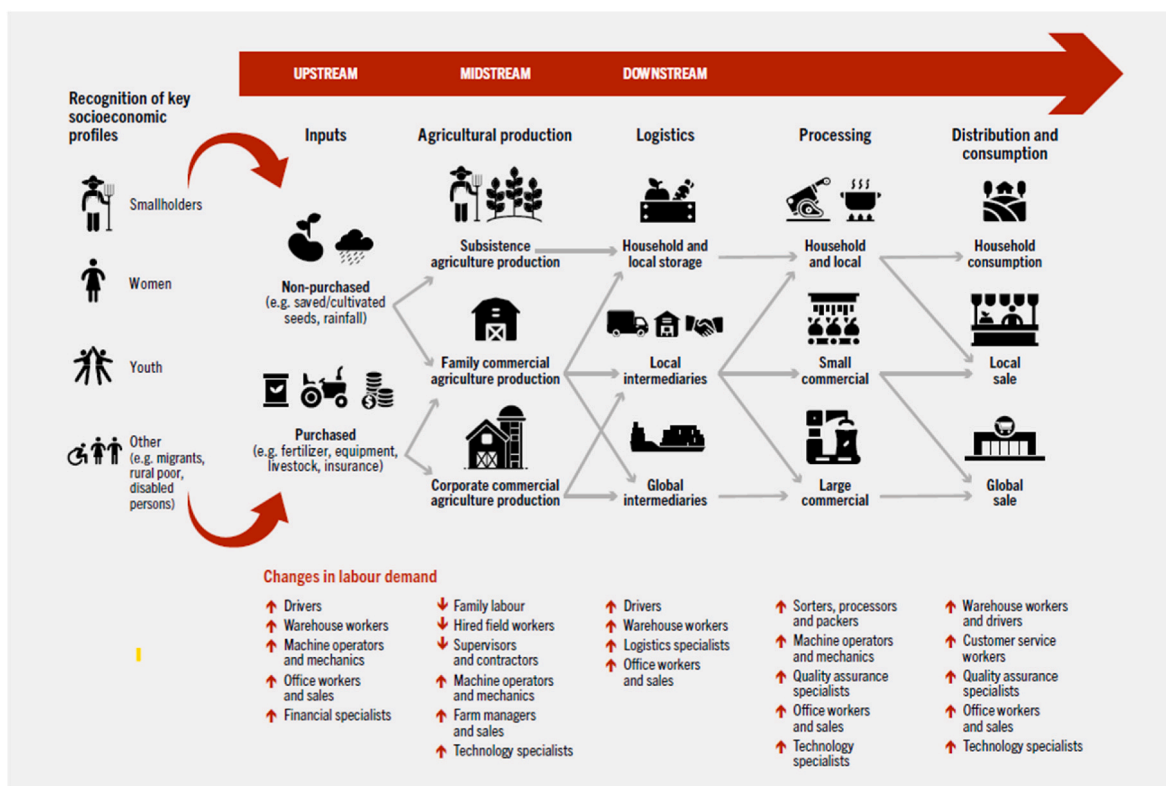 UPSTREAM
MIDSTREAM
DOWNSTREAM
Recognition of key
socioeconomic
profiles
Inputs
Agricultural production
Logistics
Processing
Distribution and
consumption
Smallholders
Women
Youth
Other
(e.g. migrants,
rural poor,
disabled
persons)
Non-purchased
(e.g. saved/cultivated
seeds, rainfall)
Purchased
(e.g. fertilizer, equipment,
livestock, insurance)
Subsistence
agriculture production
Family commercial
agriculture production
Corporate commercial
agriculture production
Household and
local storage
Local
intermediaries
Global
intermediaries
Household
and local
Small
commercial
Large
commercial
Household
consumption
Local
sale
Global
sale
Changes in labour demand
Drivers
Warehouse workers
Machine operators
and mechanics
Office workers
and sales
Financial specialists
Family labour
Hired field workers
Supervisors
and contractors
Machine operators
and mechanics
Farm managers
and sales
Technology specialists
Drivers
Warehouse workers
Logistics specialists
Office workers
and sales
Sorters, processors
and packers
Machine operators
and mechanics
Quality assurance
specialists
Office workers
and sales
Technology
specialists
Warehouse workers
and drivers
Customer service
workers
Quality assurance
specialists
Office workers
and sales
Technology specialists